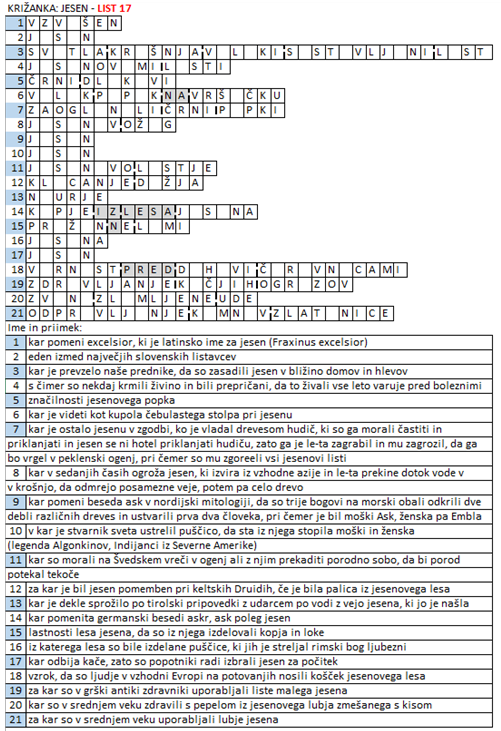 KRIŽANKA: JESEN - LIST 17
1 V Z V Š E N
2 J S N
3 S V T L A K R Š N J A V L K I S S T V L J N I L S T
4 J S N O V M I L S T I
5 Č R N I D L K V I
6 V L K P P K N A V R Š Č K U
7 Z A O G L N L I Č R N I P P K I
8 J S N V O Ž G
9 J S N
10 J S N
11 J S N V O L S T J E
12 K L C A N J E D Ž J A
13 N U R J E
14 K P J E I Z L E S A J S N A
15 P R Ž N N E L M I
16 J S N A
17 J S N
18 V R N S T P R E D D H V I Č R V N C A M I
19 Z D R V L J A N J E K Č J I H O G R Z O V
20 Z V N Z L M L J E N E U D E
21 O D P R V L J N J E K M N V Z L A T N I C E
Ime in priimek:
1 kar pomeni excelsior, ki je latinsko ime za jesen (Fraxinus excelsior)
2 eden izmed največjih slovenskih listavcev
3 kar je prevzelo naše prednike, da so zasadili jesen v bližino domov in hlevov
4 s čimer so nekdaj krmili živino in bili prepričani, da to živali vse leto varuje pred boleznimi
5 značilnosti jesenovega popka
6 kar je videti kot kupola čebulastega stolpa pri jesenu
7 kar je ostalo jesenu v zgodbi, ko je vladal drevesom hudič, ki so ga morali častiti in
priklanjati in jesen se ni hotel priklanjati hudiču, zato ga je le-ta zagrabil in mu zagrozil, da ga
bo vrgel v peklenski ogenj, pri čemer so mu zgoreli vsi jesenovi listi
8 kar v sedanjih časih ogroža jesen, ki izvira iz vzhodne azije in le-ta prekine dotok vode v
v krošnjo, da odmrejo posamezne veje, potem pa celo drevo
9 kar pomeni beseda ask v nordijski mitologiji, da so trije bogovi na morski obali odkrili dve
debli različnih dreves in ustvarili prva dva človeka, pri čemer je bil moški Ask, ženska pa Embla
10 v kar je stvarnik sveta ustrelil puščico, da sta iz njega stopila moški in ženska
(legenda Algonkinov, Indijanci iz Severne Amerike)
11 kar so morali na Švedskem vreči v ogenj ali z njim prekaditi porodno sobo, da bi porod
potekal tekoče
12 za kar je bil jesen pomemben pri keltskih Druidih, če je bila palica iz jesenovega lesa
13 kar je dekle sprožilo po tirolski pripovedki z udarcem po vodi z vejo jesena, ki jo je našla
14 kar pomenita germanski besedi askr, ask poleg jesen
15 lastnosti lesa jesena, da so iz njega izdelovali kopja in loke
16 iz katerega lesa so bile izdelane puščice, ki jih je streljal rimski bog ljubezni
17 kar odbija kače, zato so popotniki radi izbrali jesen za počitek
18 vzrok, da so ljudje v vzhodni Evropi na potovanjih nosili košček jesenovega lesa
19 za kar so v grški antiki zdravniki uporabljali liste malega jesena
20 kar so v srednjem veku zdravili s pepelom iz jesenovega lubja zmešanega s kisom
21 za kar so v srednjem veku uporabljali lubje jesena